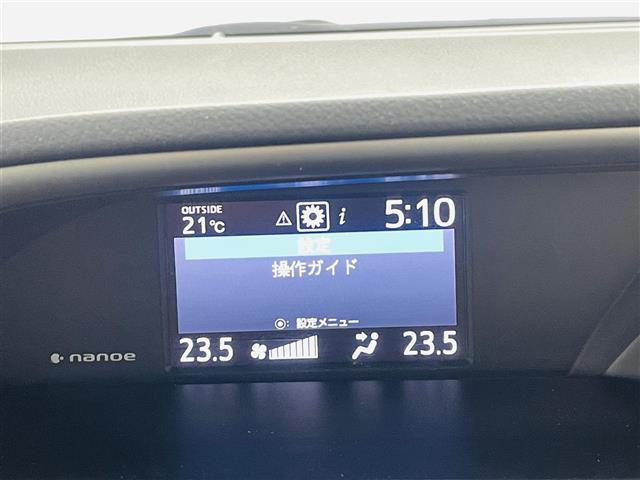 OUTSIDE
21℃
i
5:10
設定
操作ガイド
◉: 設定メニュー
23.5
23.5
nanoe